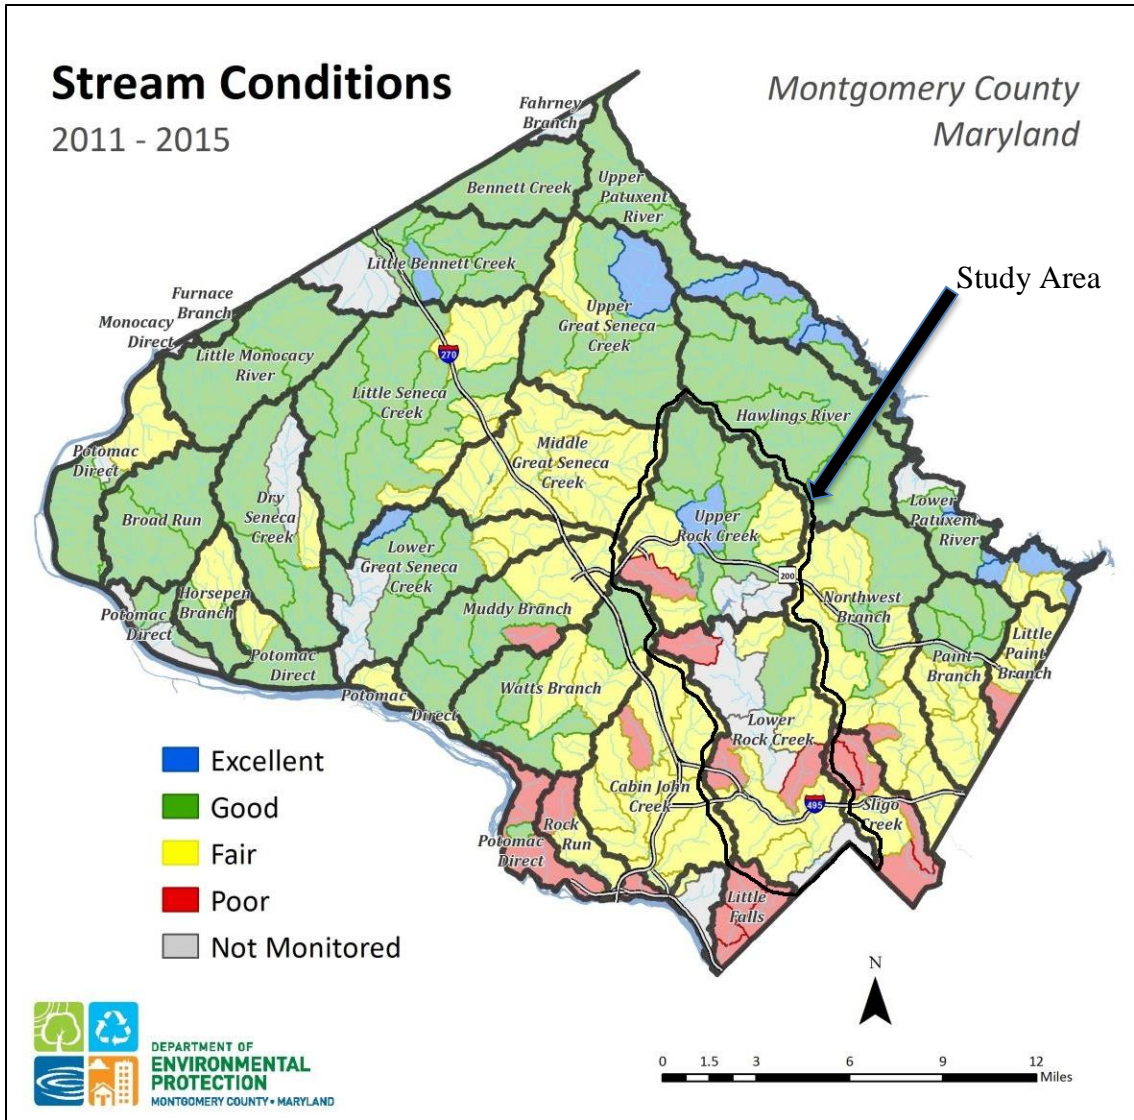 Stream Conditions
2011 - 2015
Montgomery County
Maryland
Fahrney
Branch
Bennett Creek
Upper
Patuxent
River
Little Bennett Creek
Study Area
Furnace
Branch
Monocacy
Direct
Little Monocacy
River
Upper
Great Seneca
Creek
270
Little Seneca
Creek
Hawlings River
Middle
Great Seneca
Creek
Potomac
Direct
Broad Run
Dry
Seneca
Creek
Upper
Rock Creek
Lower
Patuxent
River
Lower
Great Seneca
Creek
200
Horsepen
Branch
Muddy Branch
Northwest
Branch
Potomac
Direct
Potomac
Direct
Little
Paint
Branch
Paint
Branch
Watts Branch
Potomac
Direct
Lower
Rock Creek
Cabin John
Creek
495
Sligo
Creek
Rock
Run
Potomac
Direct
Little
Falls
Excellent
Good
Fair
Poor
Not Monitored
N
DEPARTMENT OF
ENVIRONMENTAL
PROTECTION
MONTGOMERY COUNTY • MARYLAND
0 1.5 3 6 9 12
Miles